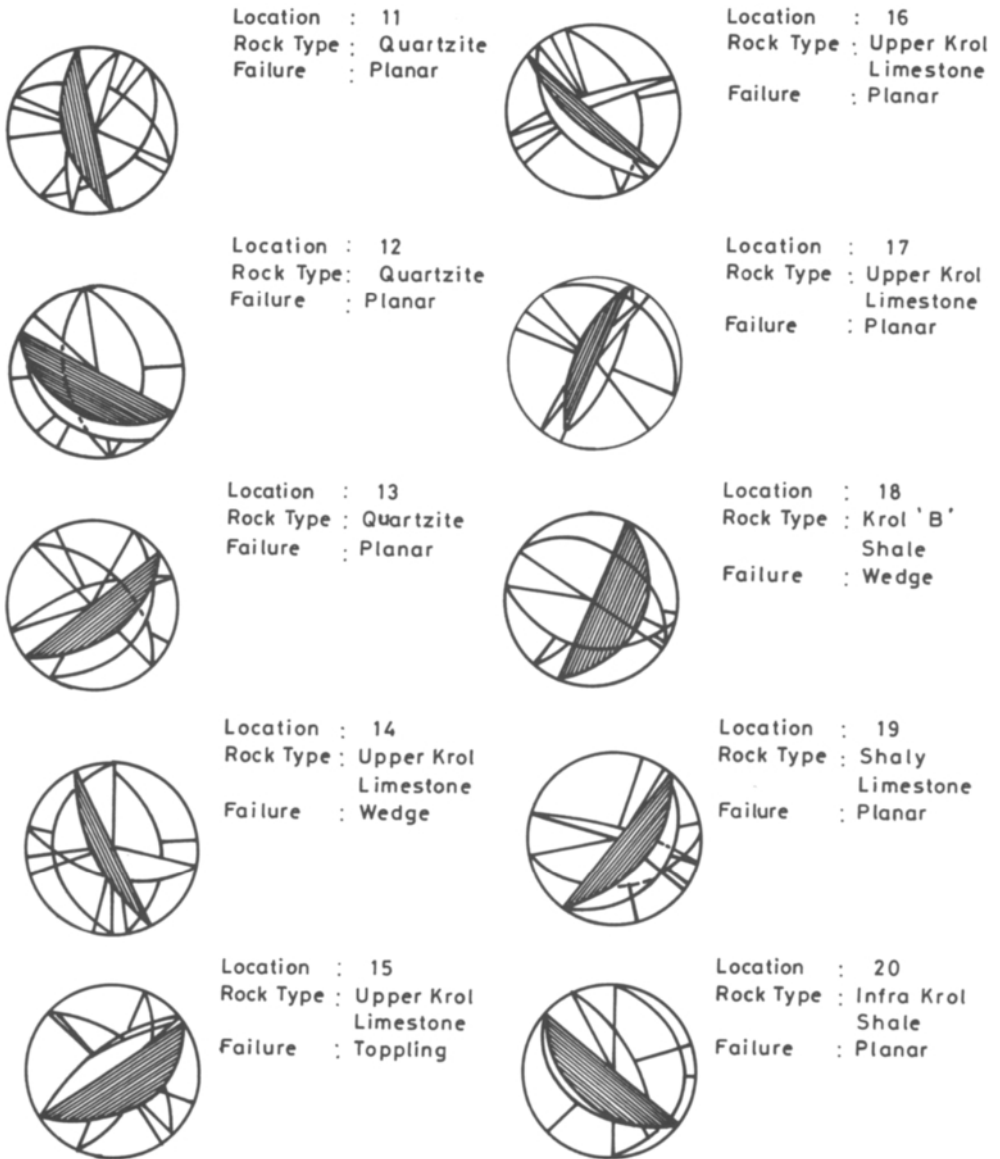 Location : 11
Rock Type : Quartzite
Failure : Planar
Location : 12
Rock Type : Quartzite
Failure : Planar
Location : 13
Rock Type : Quartzite
Failure : Planar
Location : 14
Rock Type : Upper Krol
Limestone
Failure : Wedge
Location : 15
Rock Type : Upper Krol
Limestone
Failure : Toppling
Location : 16
Rock Type : Upper Krol
Limestone
Failure : Planar
Location : 17
Rock Type : Upper Krol
Limestone
Failure : Planar
Location : 18
Rock Type : Krol 'B'
Shale
Failure : Wedge
Location : 19
Rock Type : Shaly
Limestone
Failure : Planar
Location : 20
Rock Type : Infra Krol
Shale
Failure : Planar